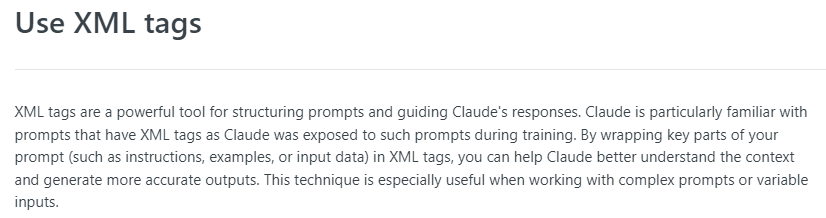 Use XML tags
XML tags are a powerful tool for structuring prompts and guiding Claude's responses. Claude is particularly familiar with
prompts that have XML tags as Claude was exposed to such prompts during training. By wrapping key parts of your
prompt (such as instructions, examples, or input data) in XML tags, you can help Claude better understand the context
and generate more accurate outputs. This technique is especially useful when working with complex prompts or variable
inputs.